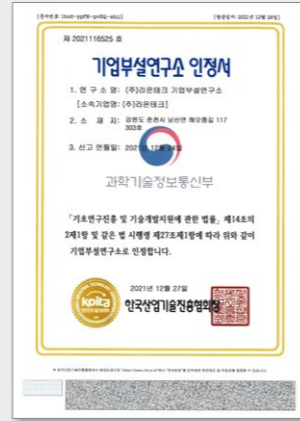 제 2021116525 호
기업부설연구소 인정서
1. 연 구 소 명: (주)라온테크 기업부설연구소
[소속기업명: (주)라온테크]
2. 소 재 지: 강원도 춘천시 남산면 해오름길 117
303호
3. 신고 연월일: 2021년 12월 24일
과학기술정보통신부
「기초연구진흥 및 기술개발지원에 관한 법률」 제14조의
2제1항 및 같은 법 시행령 제27조제1항에 따라 위와 같이
기업부설연구소로 인정합니다.
2021년 12월 27일
koita
한국산업기술진흥협회장